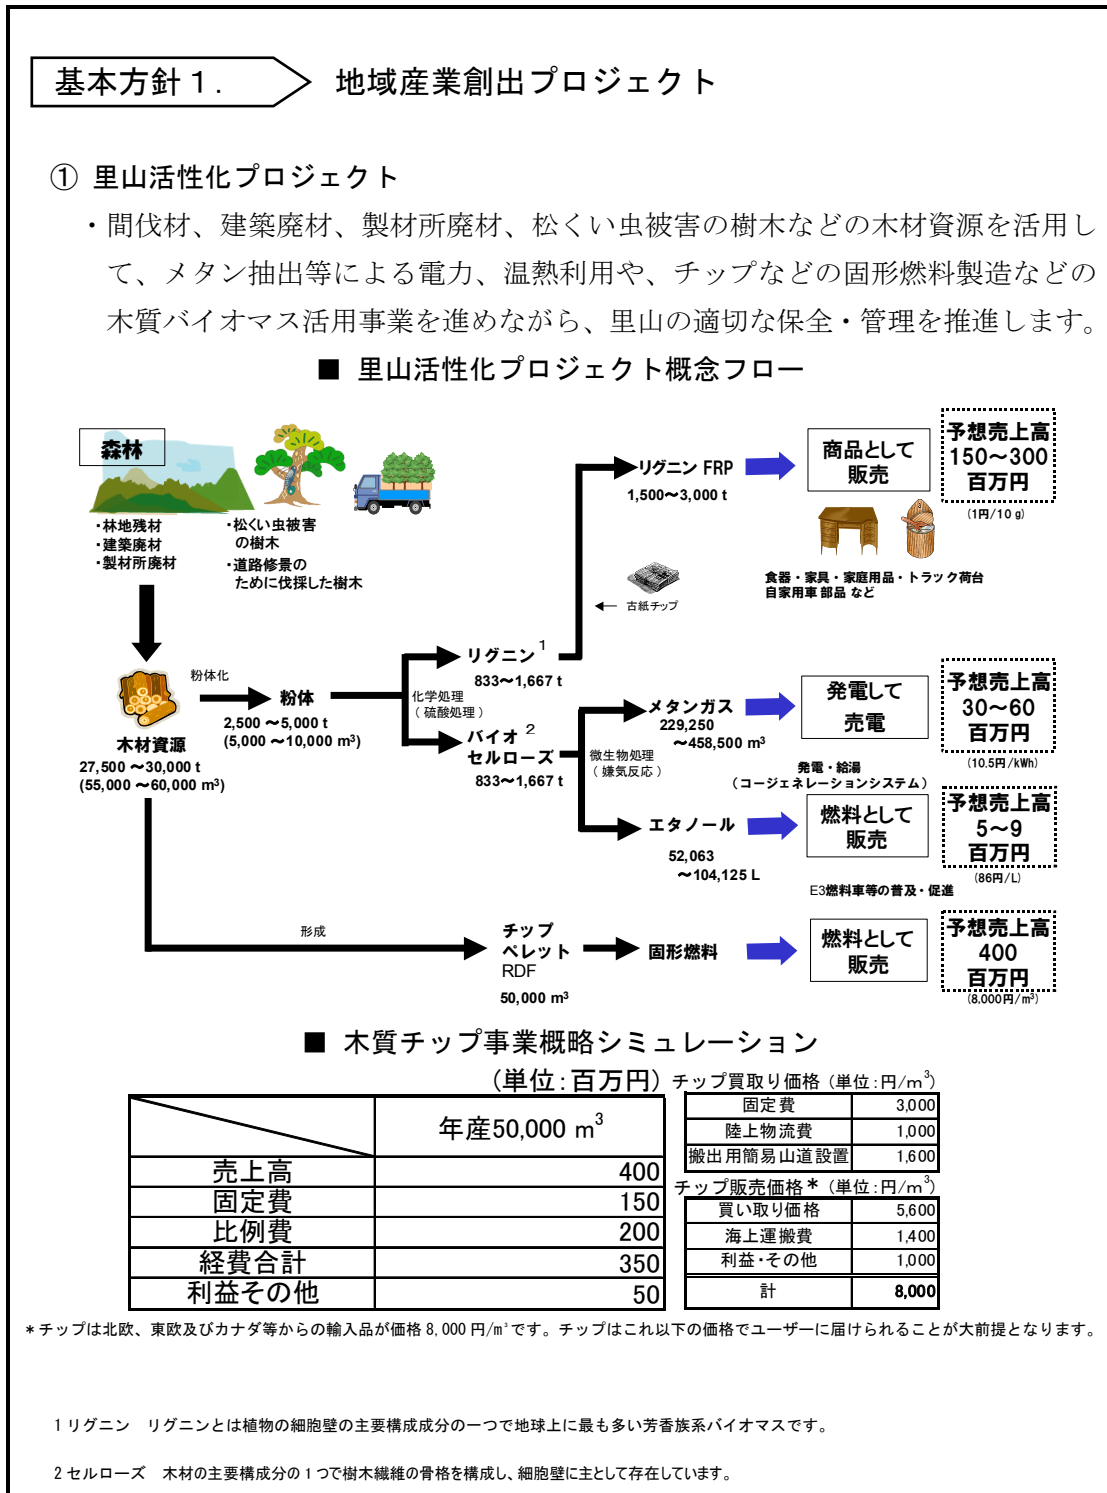 基本方針１.
地域産業創出プロジェクト
① 里山活性化プロジェクト
・間伐材、建築廃材、製材所廃材、松くい虫被害の樹木などの木材資源を活用し
て、メタン抽出等による電力、温熱利用や、チップなどの固形燃料製造などの
木質バイオマス活用事業を進めながら、里山の適切な保全・管理を推進します。
■ 里山活性化プロジェクト概念フロー
森林
・林地残材
・建築廃材
・製材所廃材
・松くい虫被害
の樹木
・道路修景の
ために伐採した樹木
リグニン FRP
1,500～3,000 t
商品として
販売
予想売上高
150～300
百万円
(1円/10 g)
食器・家具・家庭用品・トラック荷台
自家用車 部品 など
古紙チップ
粉体化
木材資源
27,500 ～30,000 t
(55,000 ～60,000 m³)
粉体
2,500 ～5,000 t
(5,000 ～10,000 m³)
化学処理
（ 硫酸処理 ）
リグニン 1
833～1,667 t
バイオ 2
セルローズ
833～1,667 t
微生物処理
（ 嫌気反応 ）
メタンガス
229,250
～458,500 m³
発電して
売電
予想売上高
30～60
百万円
(10.5円/kWh)
発電・給湯
（コージェネレーションシステム）
エタノール
52,063
～104,125 L
燃料として
販売
予想売上高
5～9
百万円
(86円/L)
E3燃料車等の普及・促進
形成
チップ
ペレット
RDF
50,000 m³
固形燃料
燃料として
販売
予想売上高
400
百万円
(8,000円/m³)
■ 木質チップ事業概略シミュレーション
（単位：百万円）
年産50,000 m³
売上高 400
固定費 150
比例費 200
経費合計 350
利益その他 50
チップ買取り価格（単位：円/m³）
固定費 3,000
陸上物流費 1,000
搬出用簡易山道設置 1,600
チップ販売価格＊（単位：円/m³）
買い取り価格 5,600
海上運搬費 1,400
利益・その他 1,000
計 8,000
＊チップは北欧、東欧及びカナダ等からの輸入品が価格 8,000 円/m³です。チップはこれ以下の価格でユーザーに届けられることが大前提となります。
1 リグニン　リグニンとは植物の細胞壁の主要構成成分の一つで地球上に最も多い芳香族系バイオマスです。
2 セルローズ　木材の主要構成分の 1 つで樹木繊維の骨格を構成し、細胞壁に主として存在しています。